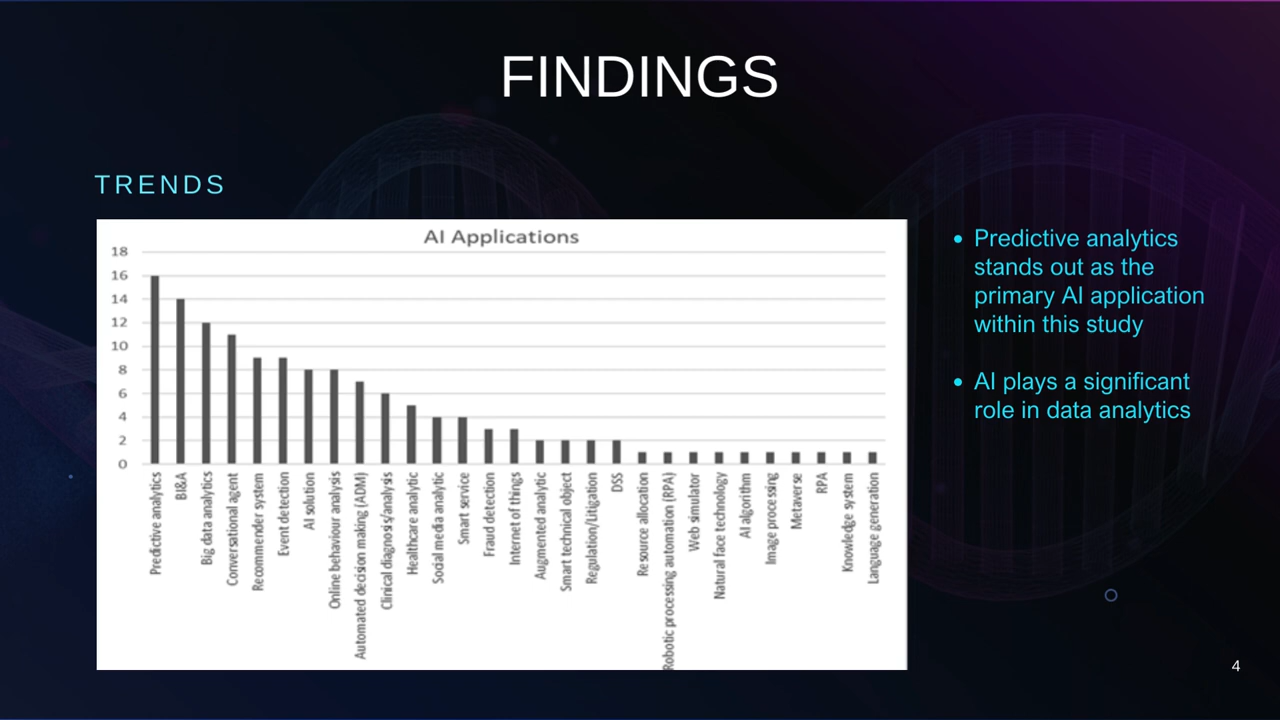 FINDINGS
TRENDS
AI Applications
18
16
14
12
10
8
6
4
2
0
Predictive analytics
BI&A
Big data analytics
Conversational agent
Recommender system
Event detection
AI solution
Online behaviour analysis
Automated decision making (ADM)
Clinical diagnosis/analysis
Healthcare analytic
Social media analytic
Smart service
Fraud detection
Internet of things
Augmented analytic
Smart technical object
Regulation/Litigation
DSS
Resource allocation
Robotic processing automation (RPA)
Web simulator
Natural face technology
AI algorithm
Image processing
Metaverse
RPA
Knowledge system
Language generation
• Predictive analytics
stands out as the
primary AI application
within this study
• AI plays a significant
role in data analytics
4